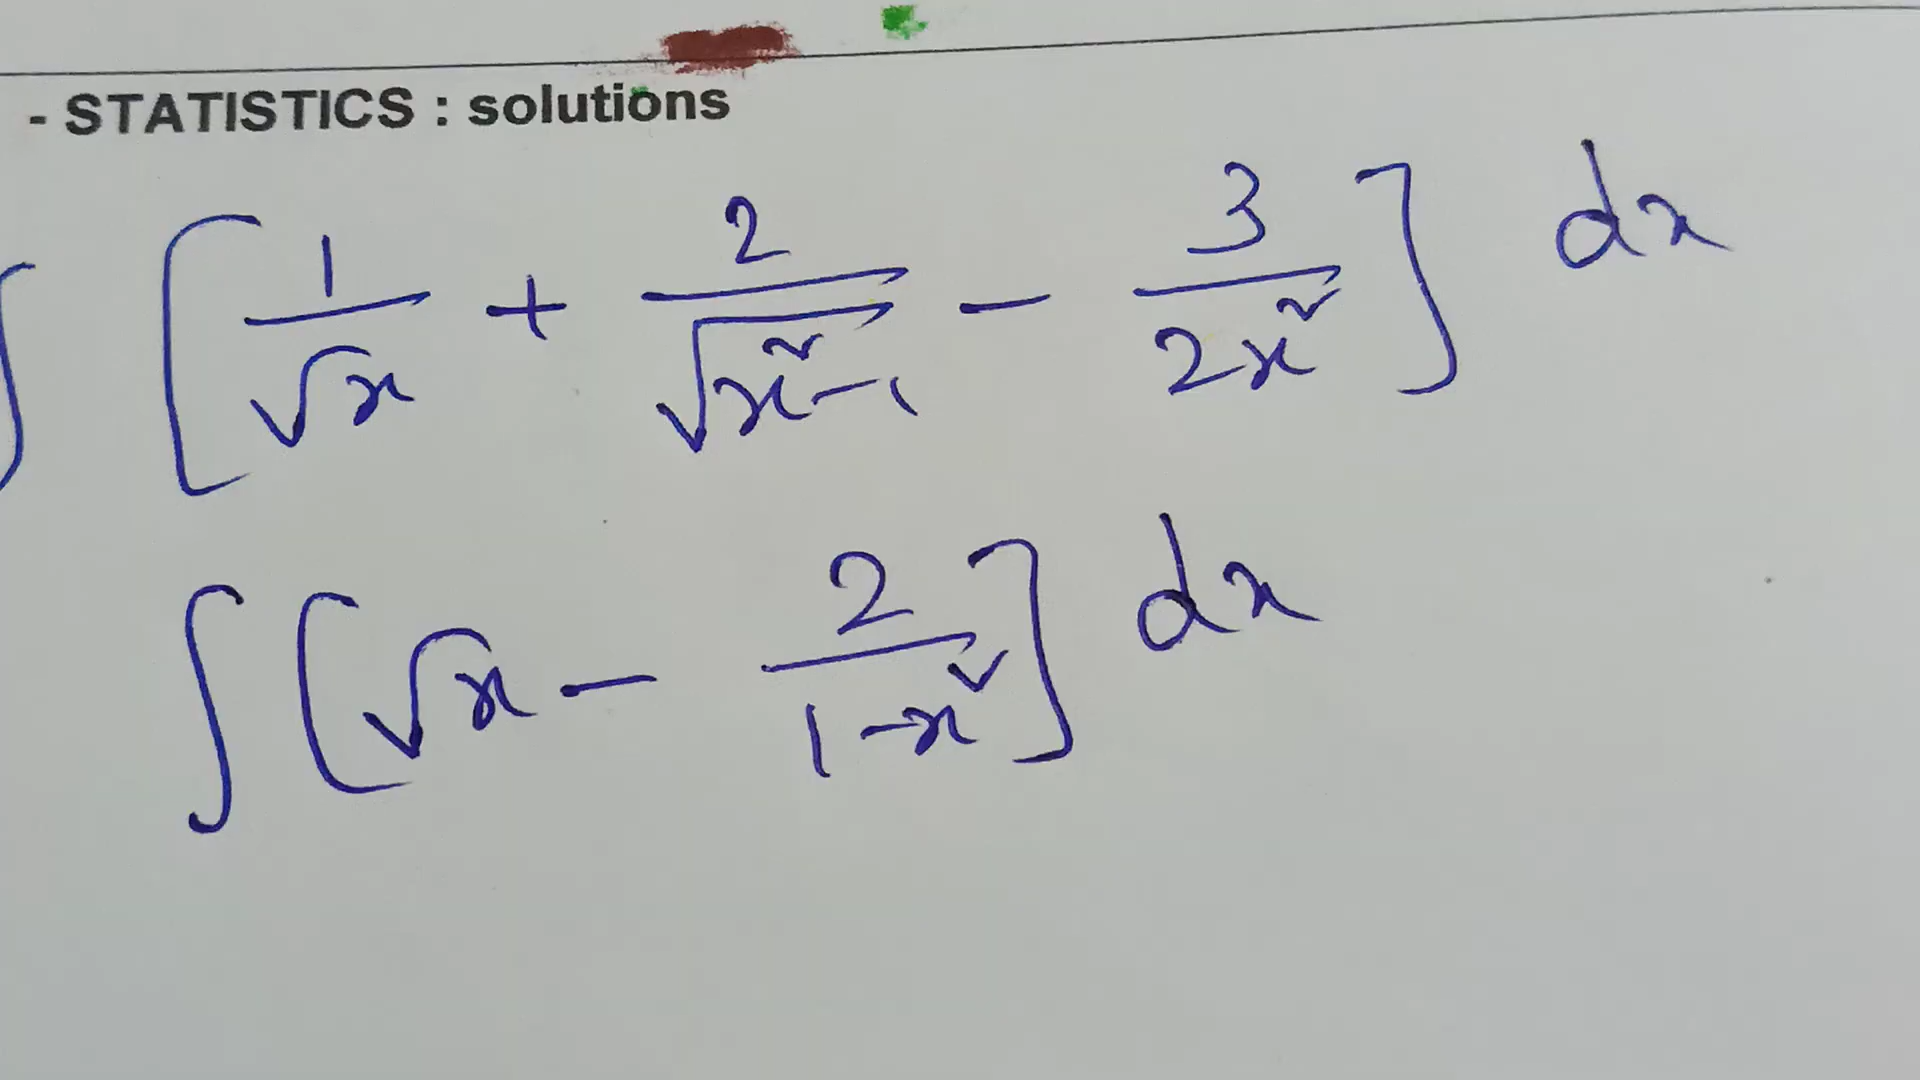 - STATISTICS : solutions
∫ [ 1/√x + 2/√(x²-1) - 3/2x² ] dx
∫ [ √x - 2/(1-x²) ] dx